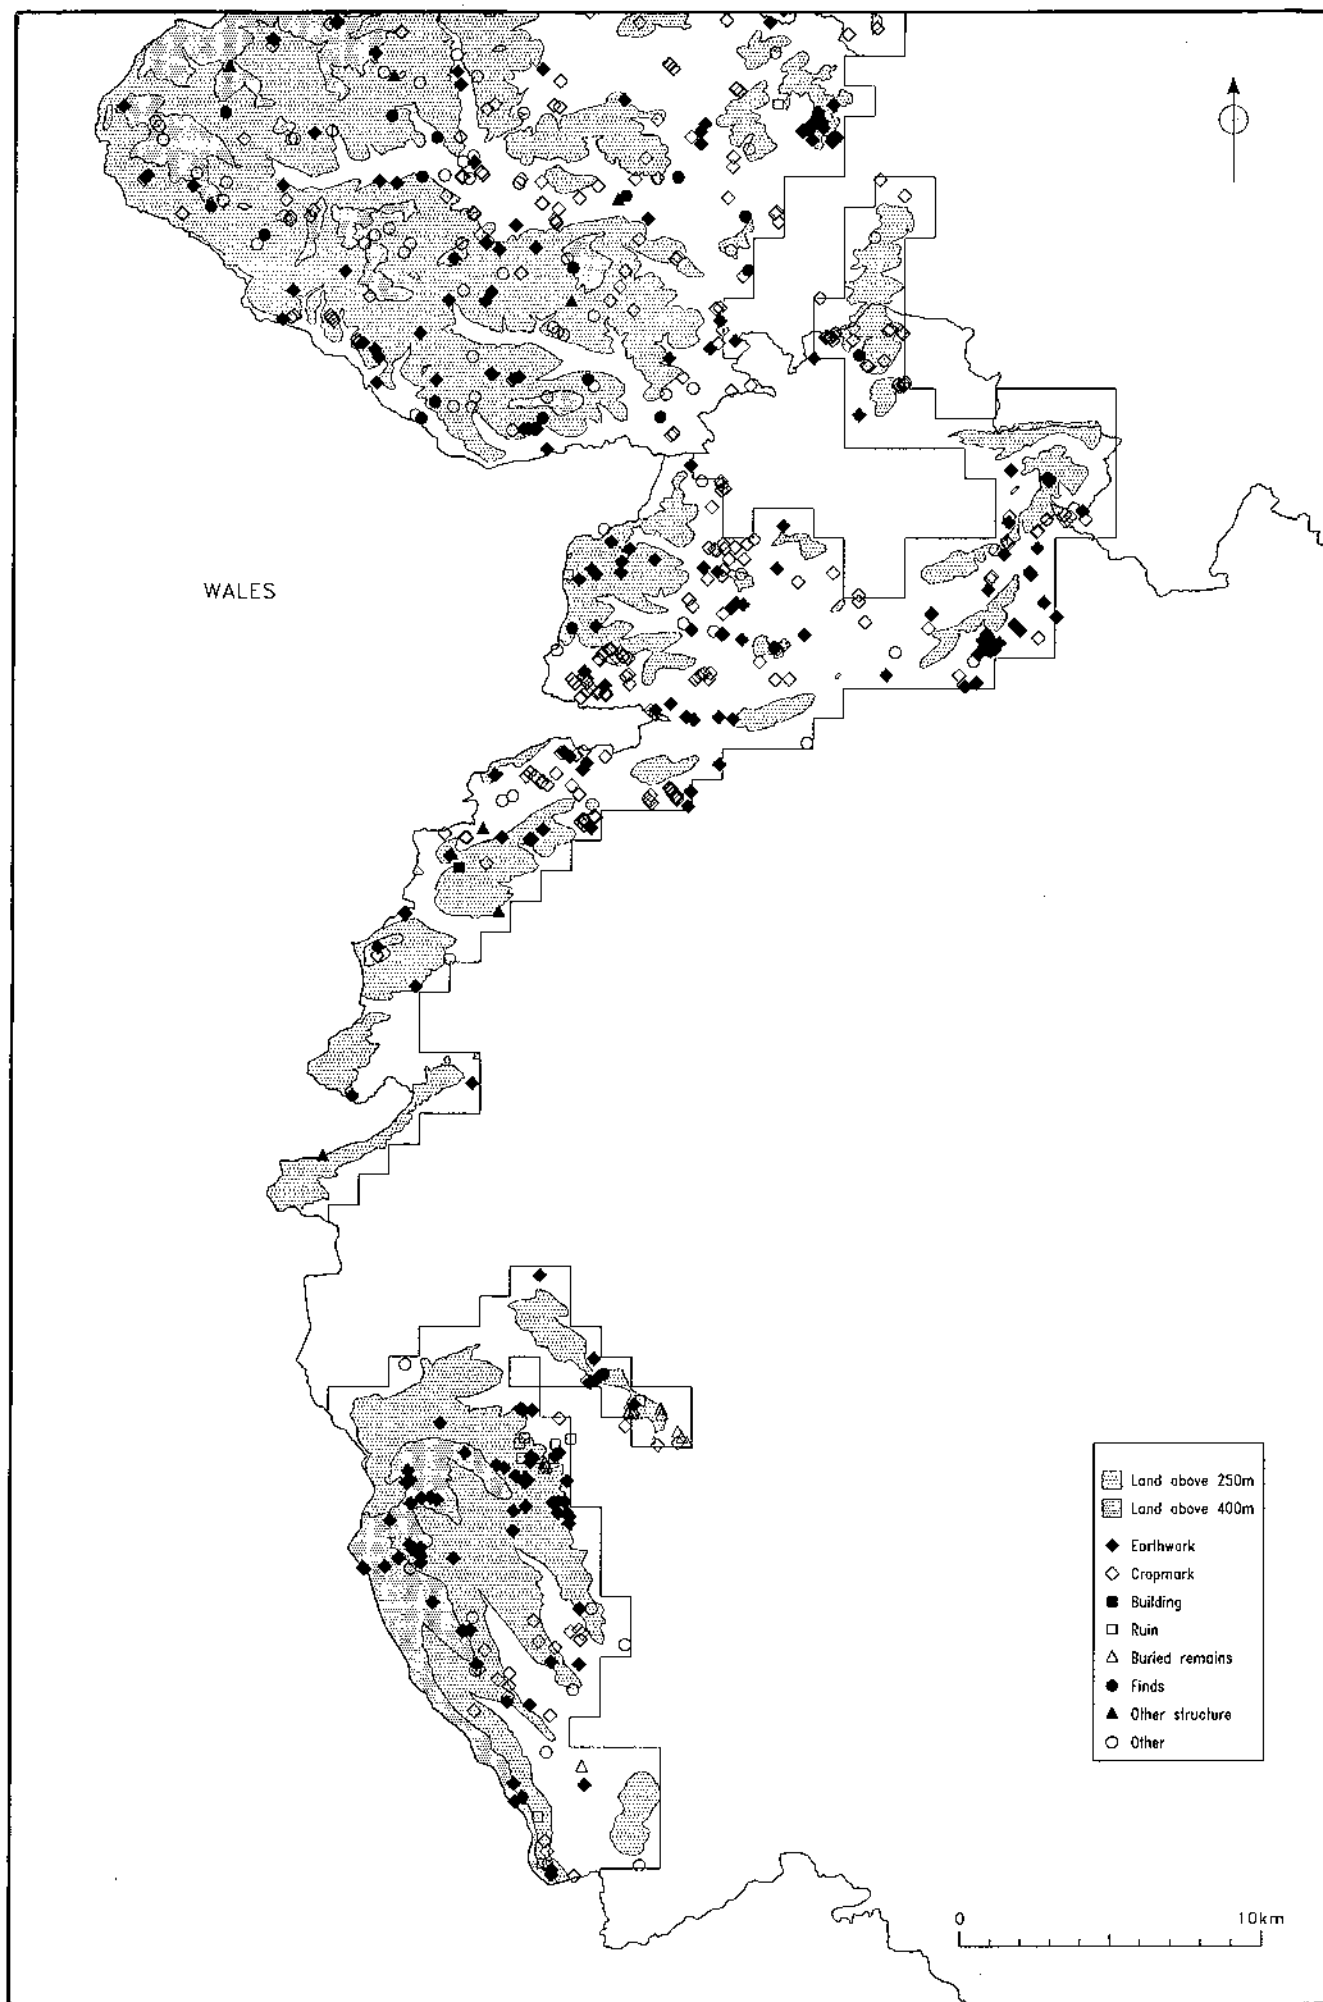 WALES
Land above 250m
Land above 400m
Earthwork
Cropmark
Building
Ruin
Buried remains
Finds
Other structure
Other
0 10km